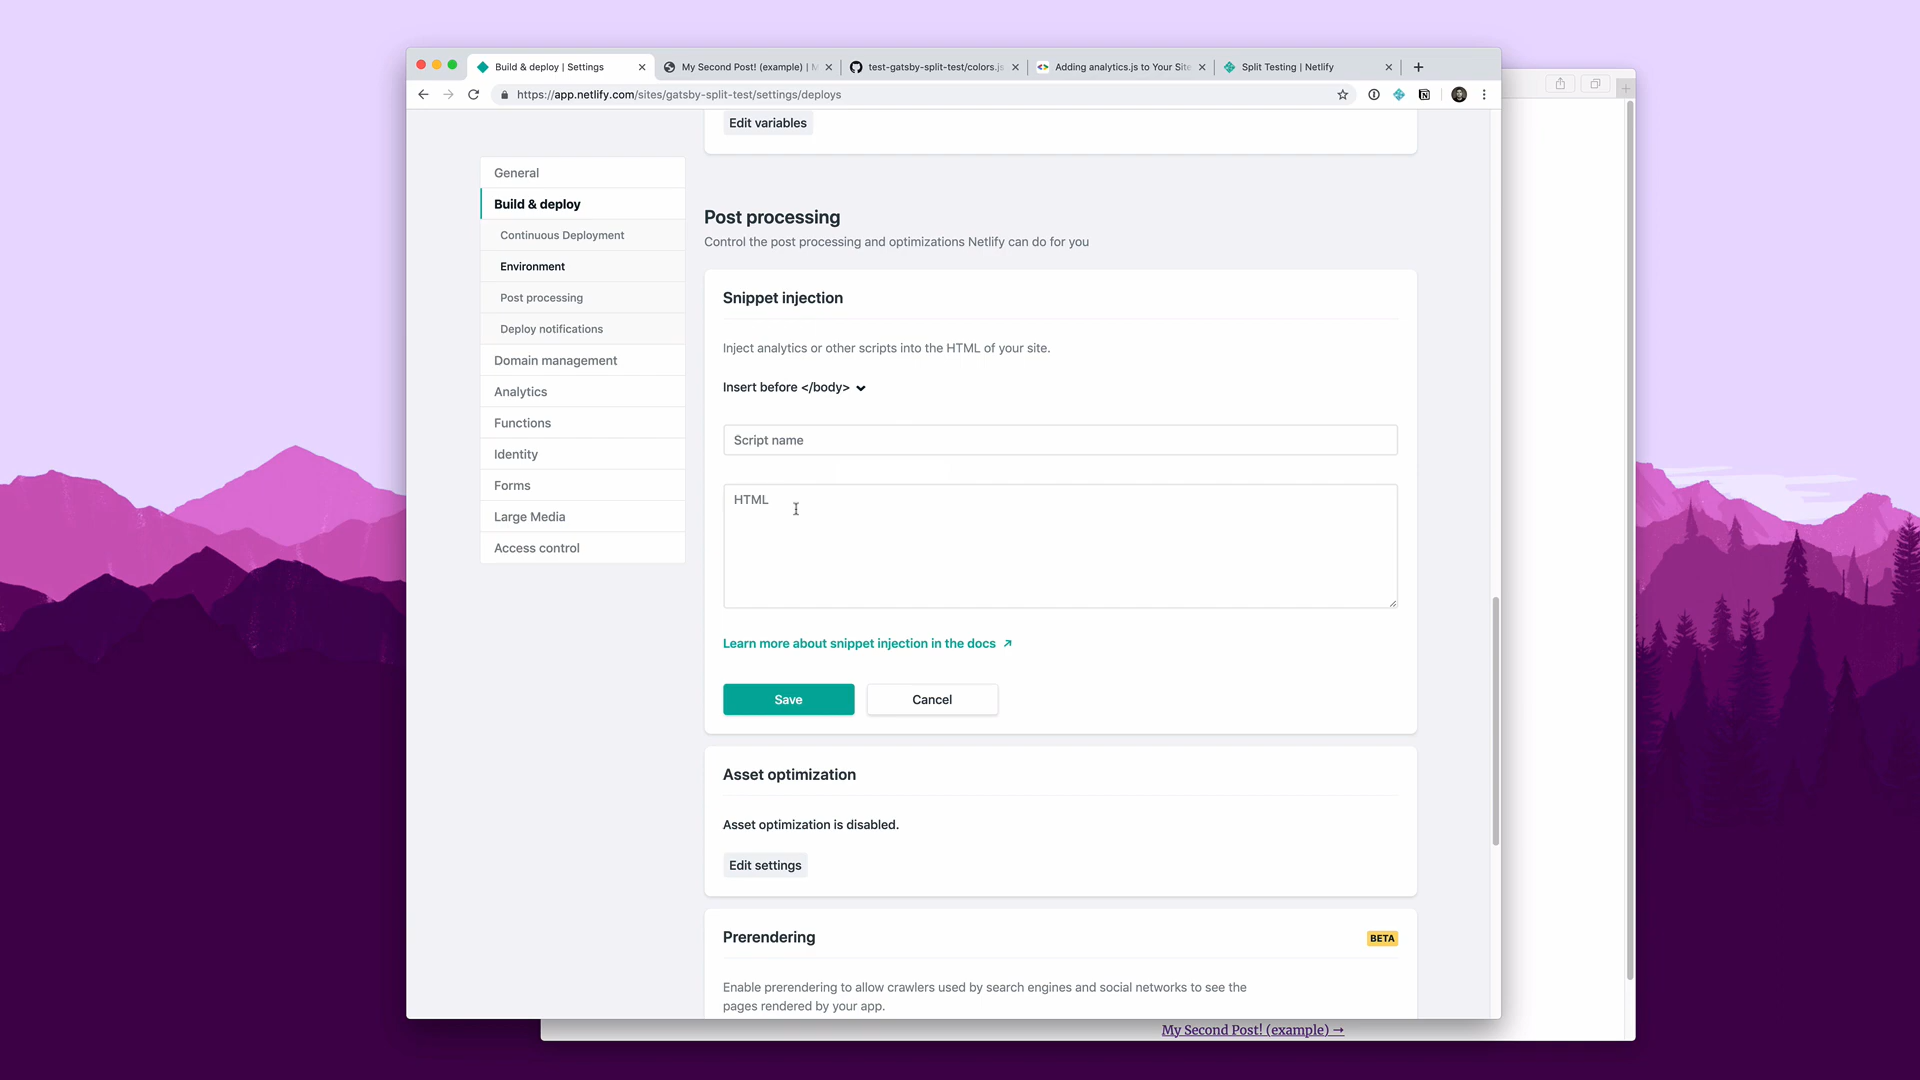 Build & deploy | Settings
My Second Post! (example) |
test-gatsby-split-test/colors.js
Adding analytics.js to Your Site
Split Testing | Netlify
https://app.netlify.com/sites/gatsby-split-test/settings/deploys
Edit variables
General
Build & deploy
Continuous Deployment
Environment
Post processing
Deploy notifications
Domain management
Analytics
Functions
Identity
Forms
Large Media
Access control
Post processing
Control the post processing and optimizations Netlify can do for you
Snippet injection
Inject analytics or other scripts into the HTML of your site.
Insert before </body>
Script name
HTML
Learn more about snippet injection in the docs ↗
Save
Cancel
Asset optimization
Asset optimization is disabled.
Edit settings
Prerendering
BETA
Enable prerendering to allow crawlers used by search engines and social networks to see the
pages rendered by your app.
My Second Post! (example) →